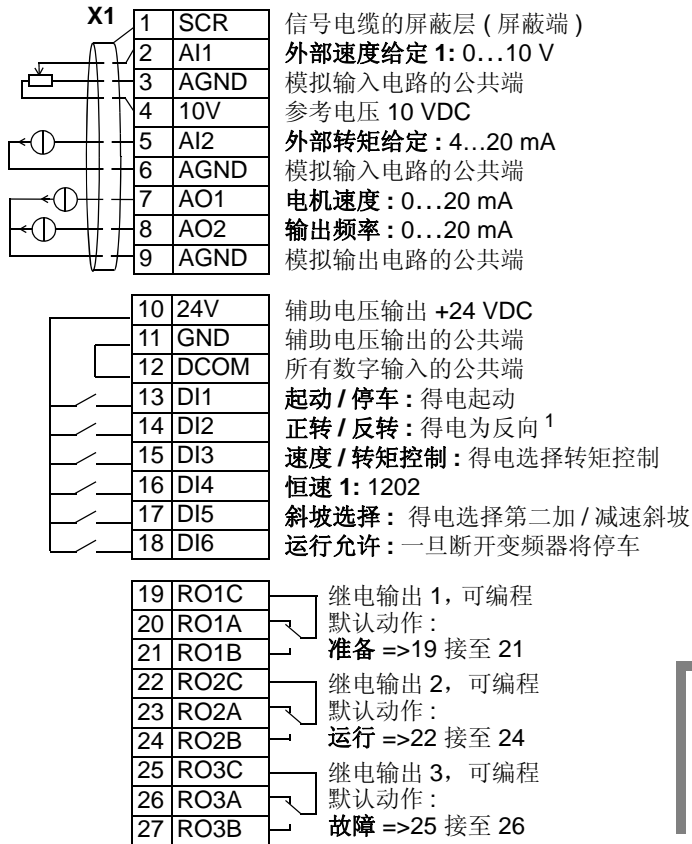 X1
1 SCR 信号电缆的屏蔽层 ( 屏蔽端 )
2 AI1 外部速度给定 1: 0…10 V
3 AGND 模拟输入电路的公共端
4 10V 参考电压 10 VDC
5 AI2 外部转矩给定 : 4…20 mA
6 AGND 模拟输入电路的公共端
7 AO1 电机速度 : 0…20 mA
8 AO2 输出频率 : 0…20 mA
9 AGND 模拟输出电路的公共端
10 24V 辅助电压输出 +24 VDC
11 GND 辅助电压输出的公共端
12 DCOM 所有数字输入的公共端
13 DI1 起动 / 停车 : 得电起动
14 DI2 正转 / 反转 : 得电为反向 1
15 DI3 速度 / 转矩控制 : 得电选择转矩控制
16 DI4 恒速 1: 1202
17 DI5 斜坡选择 : 得电选择第二加 / 减速斜坡
18 DI6 运行允许 : 一旦断开变频器将停车
19 RO1C 继电输出 1，可编程
20 RO1A 默认动作 :
21 RO1B 准备 =>19 接至 21
22 RO2C 继电输出 2，可编程
23 RO2A 默认动作 :
24 RO2B 运行 =>22 接至 24
25 RO3C 继电输出 3，可编程
26 RO3A 默认动作 :
27 RO3B 故障 =>25 接至 26